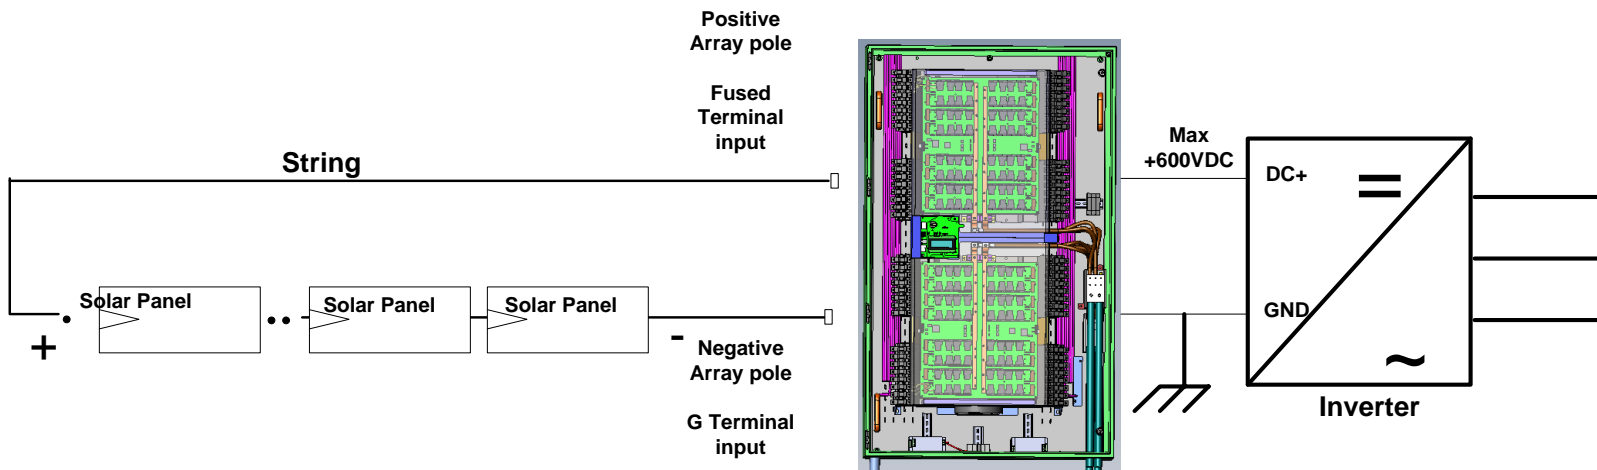 Positive
Array pole
Fused
Terminal
input
String
Max
+600VDC
DC+
=
Solar Panel
Solar Panel
Solar Panel
+
-
GND
Negative
Array pole
~
Inverter
G Terminal
input